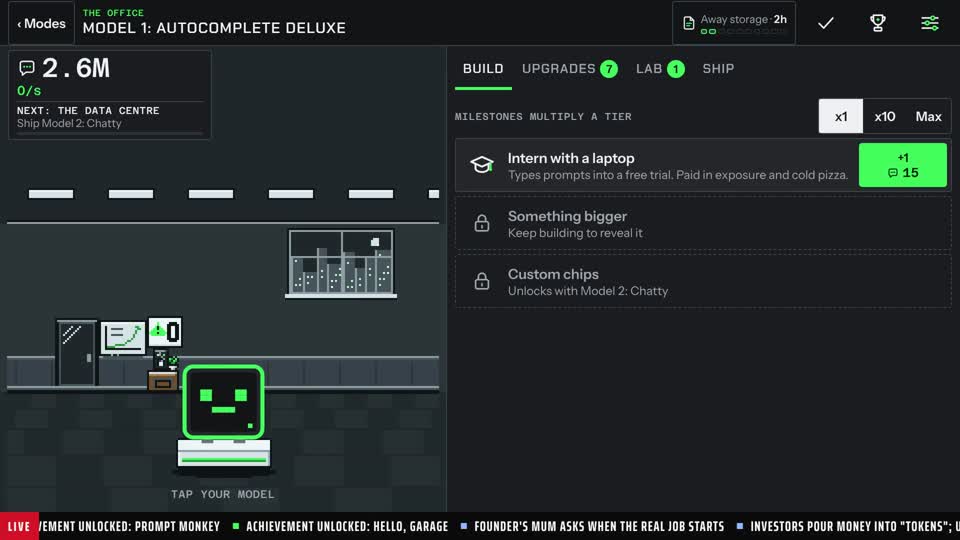 ‹ Modes
THE OFFICE
MODEL 1: AUTOCOMPLETE DELUXE
Away storage · 2h
2.6M
0/s
NEXT: THE DATA CENTRE
Ship Model 2: Chatty
BUILD
UPGRADES 7
LAB 1
SHIP
MILESTONES MULTIPLY A TIER
x1
x10
Max
Intern with a laptop
Types prompts into a free trial. Paid in exposure and cold pizza.
+1
15
Something bigger
Keep building to reveal it
Custom chips
Unlocks with Model 2: Chatty
0
TAP YOUR MODEL
LIVE
ACHIEVEMENT UNLOCKED: PROMPT MONKEY
ACHIEVEMENT UNLOCKED: HELLO, GARAGE
FOUNDER'S MUM ASKS WHEN THE REAL JOB STARTS
INVESTORS POUR MONEY INTO "TOKENS";